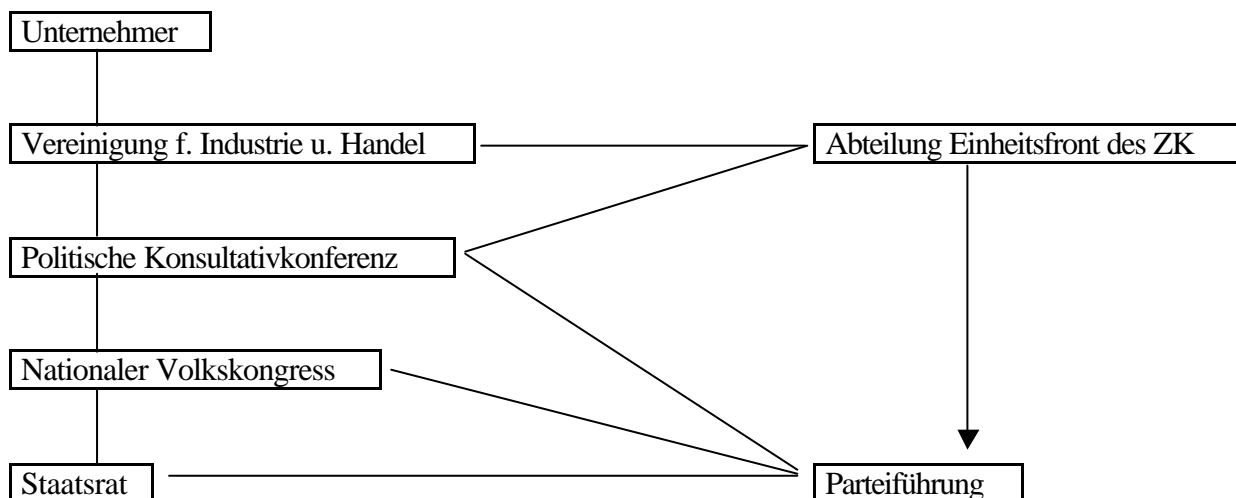 Unternehmer
Vereinigung f. Industrie u. Handel
Abteilung Einheitsfront des ZK
Politische Konsultativkonferenz
Nationaler Volkskongress
Staatsrat
Parteiführung